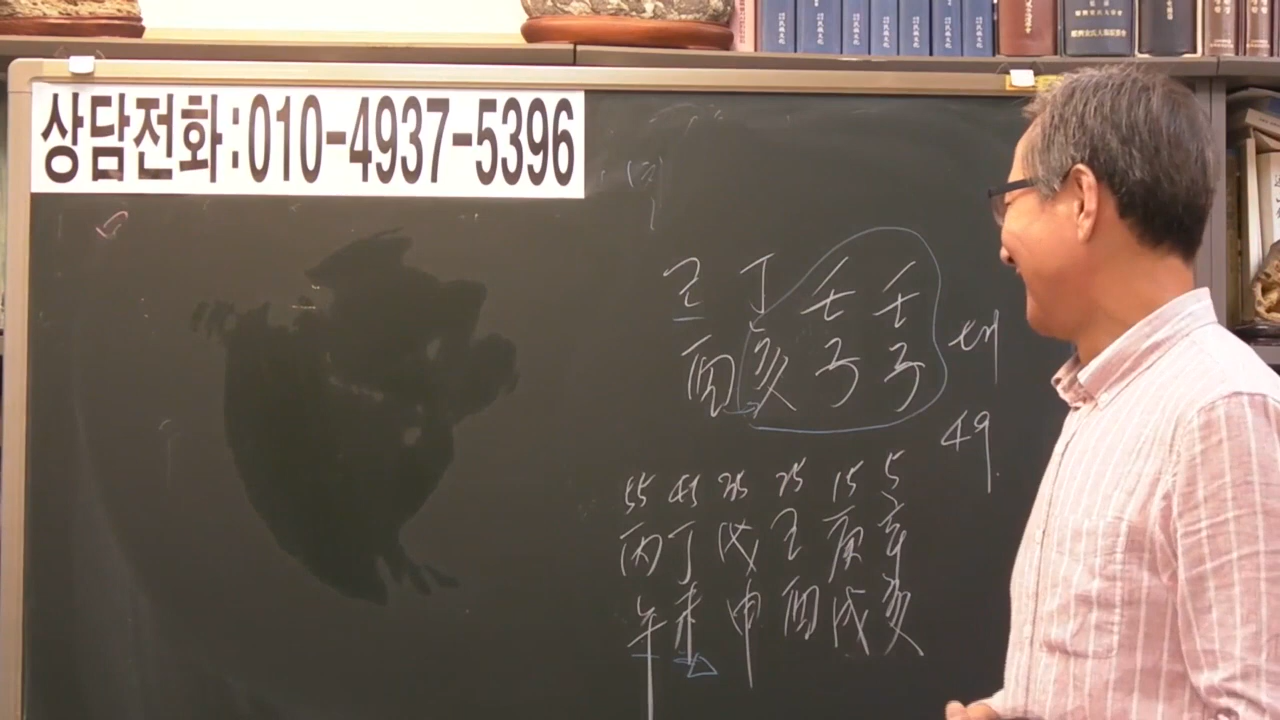 상담전화:010-4937-5396
己 丁 壬 壬
酉 亥 子 子
49
55 45 35 25 15 5
丙 丁 戊 己 庚 辛
午 未 申 酉 戌 亥